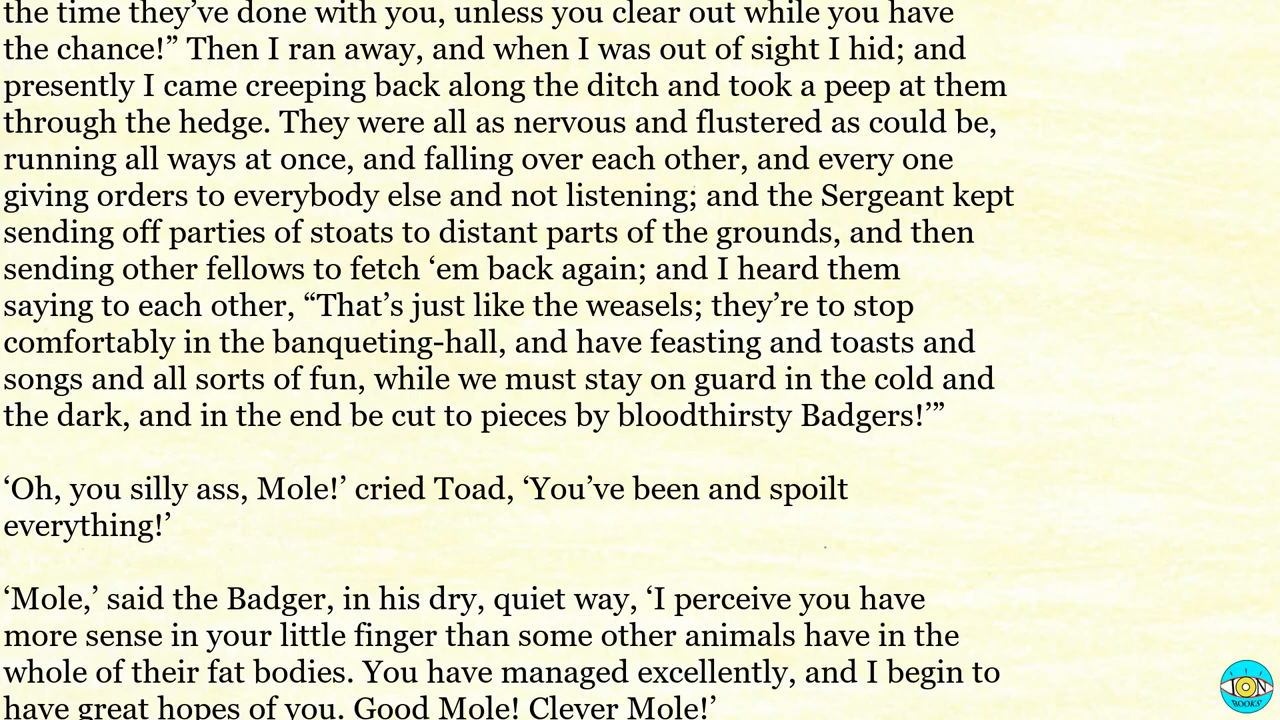 the time they’ve done with you, unless you clear out while you have
the chance!” Then I ran away, and when I was out of sight I hid; and
presently I came creeping back along the ditch and took a peep at them
through the hedge. They were all as nervous and flustered as could be,
running all ways at once, and falling over each other, and every one
giving orders to everybody else and not listening; and the Sergeant kept
sending off parties of stoats to distant parts of the grounds, and then
sending other fellows to fetch ‘em back again; and I heard them
saying to each other, “That’s just like the weasels; they’re to stop
comfortably in the banqueting-hall, and have feasting and toasts and
songs and all sorts of fun, while we must stay on guard in the cold and
the dark, and in the end be cut to pieces by bloodthirsty Badgers!’”
‘Oh, you silly ass, Mole!’ cried Toad, ‘You’ve been and spoilt
everything!’
‘Mole,’ said the Badger, in his dry, quiet way, ‘I perceive you have
more sense in your little finger than some other animals have in the
whole of their fat bodies. You have managed excellently, and I begin to
have great hopes of you. Good Mole! Clever Mole!’
ION
BOOKS